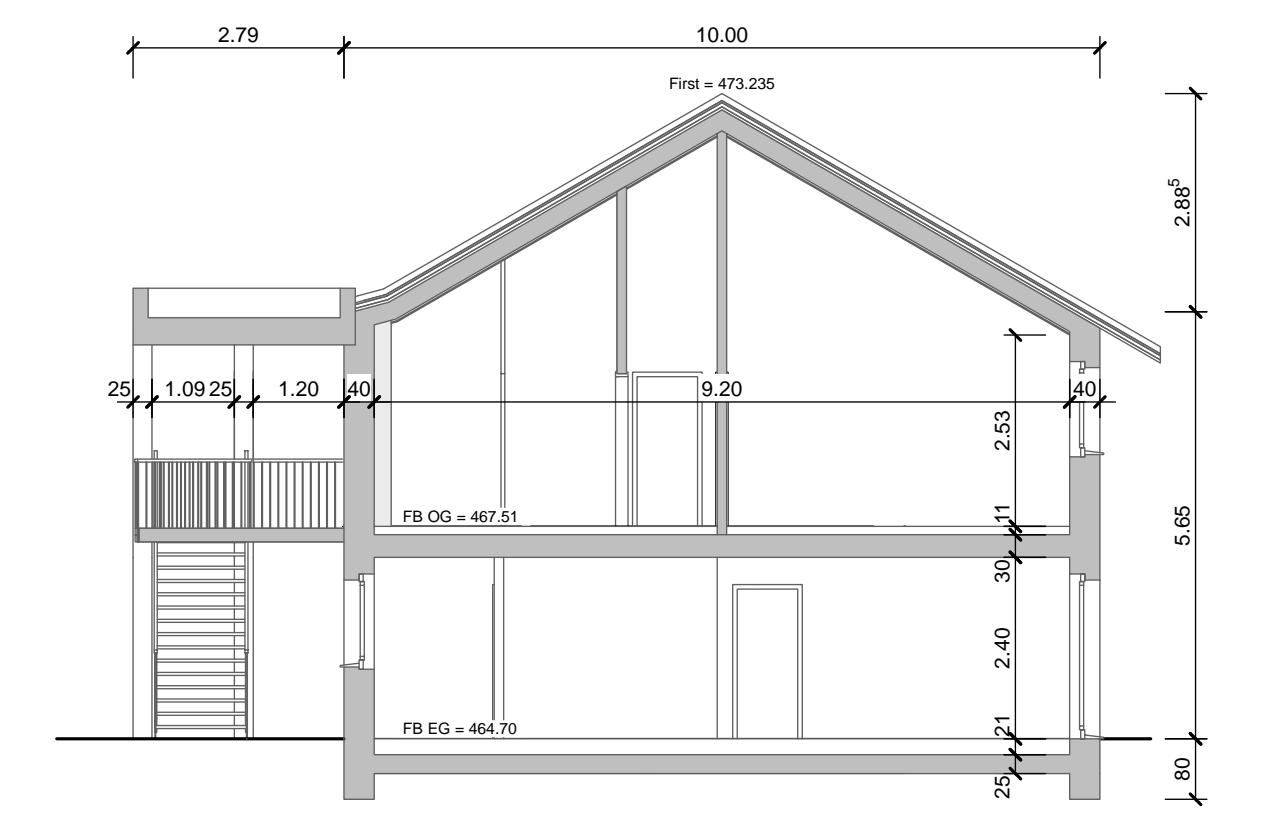 2.79 10.00
First = 473.235
2.88⁵
25 1.09 25 1.20 40 9.20 40
2.53
FB OG = 467.51
11
5.65
30
2.40
FB EG = 464.70
21
25
80